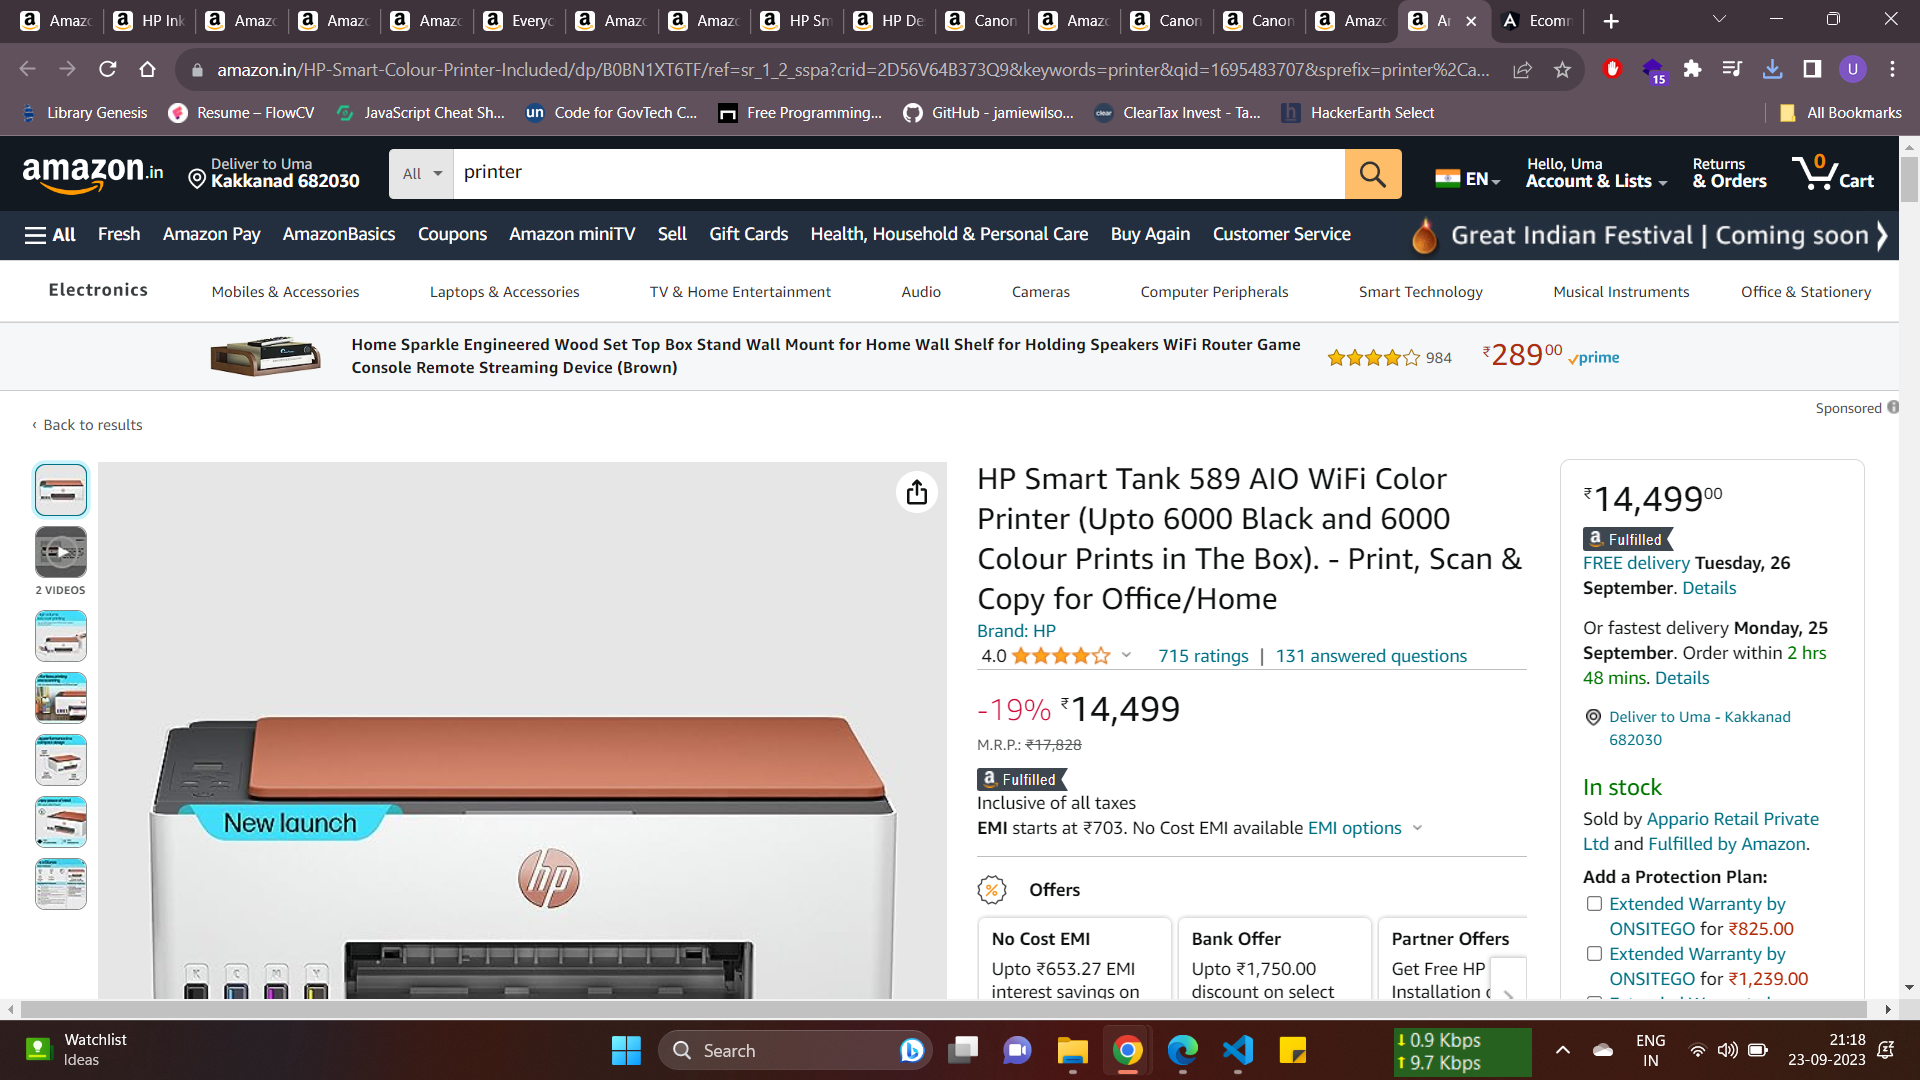 Amazo
HP Ink
Amazo
Amazo
Amazo
Everyc
Amazo
Amazo
HP Sm
HP De
Canon
Amazo
Canon
Canon
Amazo
Ar
Ecomm
amazon.in/HP-Smart-Colour-Printer-Included/dp/B0BN1XT6TF/ref=sr_1_2_sspa?crid=2D56V64B373Q9&keywords=printer&qid=1695483707&sprefix=printer%2Ca...
15
U
Library Genesis
Resume – FlowCV
JavaScript Cheat Sh...
un Code for GovTech C...
Free Programming...
GitHub - jamiewilso...
clear ClearTax Invest - Ta...
h HackerEarth Select
All Bookmarks
amazon.in
Deliver to Uma
Kakkanad 682030
All
printer
EN
Hello, Uma
Account & Lists
Returns
& Orders
0
Cart
All
Fresh
Amazon Pay
AmazonBasics
Coupons
Amazon miniTV
Sell
Gift Cards
Health, Household & Personal Care
Buy Again
Customer Service
Great Indian Festival | Coming soon
Electronics
Mobiles & Accessories
Laptops & Accessories
TV & Home Entertainment
Audio
Cameras
Computer Peripherals
Smart Technology
Musical Instruments
Office & Stationery
Home Sparkle Engineered Wood Set Top Box Stand Wall Mount for Home Wall Shelf for Holding Speakers WiFi Router Game
Console Remote Streaming Device (Brown)
984
₹28900
prime
Sponsored
‹ Back to results
2 VIDEOS
New launch
hp
K C M Y
HP Smart Tank 589 AIO WiFi Color
Printer (Upto 6000 Black and 6000
Colour Prints in The Box). - Print, Scan &
Copy for Office/Home
Brand: HP
4.0
715 ratings | 131 answered questions
-19% ₹14,499
M.R.P.: ₹17,828
a Fulfilled
Inclusive of all taxes
EMI starts at ₹703. No Cost EMI available EMI options
% Offers
No Cost EMI
Upto ₹653.27 EMI
interest savings on
Bank Offer
Upto ₹1,750.00
discount on select
Partner Offers
Get Free HP
Installation
₹14,49900
a Fulfilled
FREE delivery Tuesday, 26
September. Details
Or fastest delivery Monday, 25
September. Order within 2 hrs
48 mins. Details
Deliver to Uma - Kakkanad
682030
In stock
Sold by Appario Retail Private
Ltd and Fulfilled by Amazon.
Add a Protection Plan:
Extended Warranty by
ONSITEGO for ₹825.00
Extended Warranty by
ONSITEGO for ₹1,239.00
Watchlist
Ideas
Search
0.9 Kbps
9.7 Kbps
ENG
IN
21:18
23-09-2023